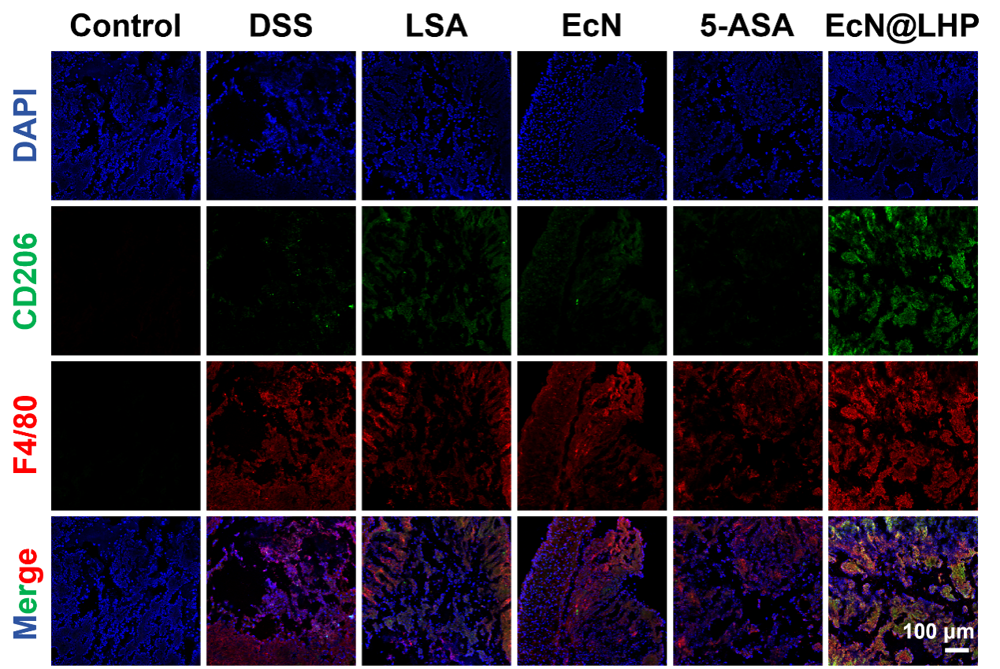 Control DSS LSA EcN 5-ASA EcN@LHP
DAPI
CD206
F4/80
Merge
100 μm